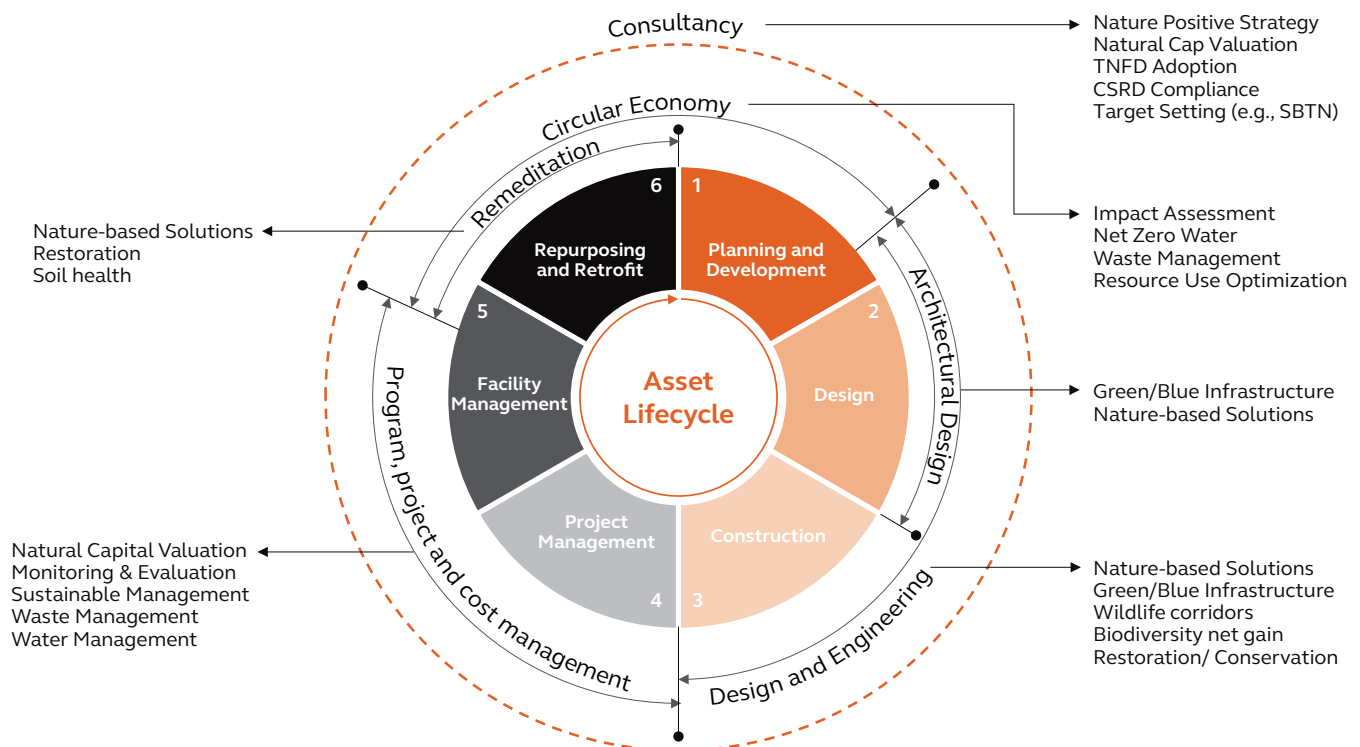 Consultancy
Nature Positive Strategy
Natural Cap Valuation
TNFD Adoption
CSRD Compliance
Target Setting (e.g., SBTN)
Circular Economy
Impact Assessment
Net Zero Water
Waste Management
Resource Use Optimization
Remeditation
Nature-based Solutions
Restoration
Soil health
6
Repurposing
and Retrofit
1
Planning and
Development
2
Design
Architectural Design
Green/Blue Infrastructure
Nature-based Solutions
5
Facility
Management
Asset
Lifecycle
Project
Management
4
Construction
3
Program, project and cost management
Natural Capital Valuation
Monitoring & Evaluation
Sustainable Management
Waste Management
Water Management
Design and Engineering
Nature-based Solutions
Green/Blue Infrastructure
Wildlife corridors
Biodiversity net gain
Restoration/ Conservation